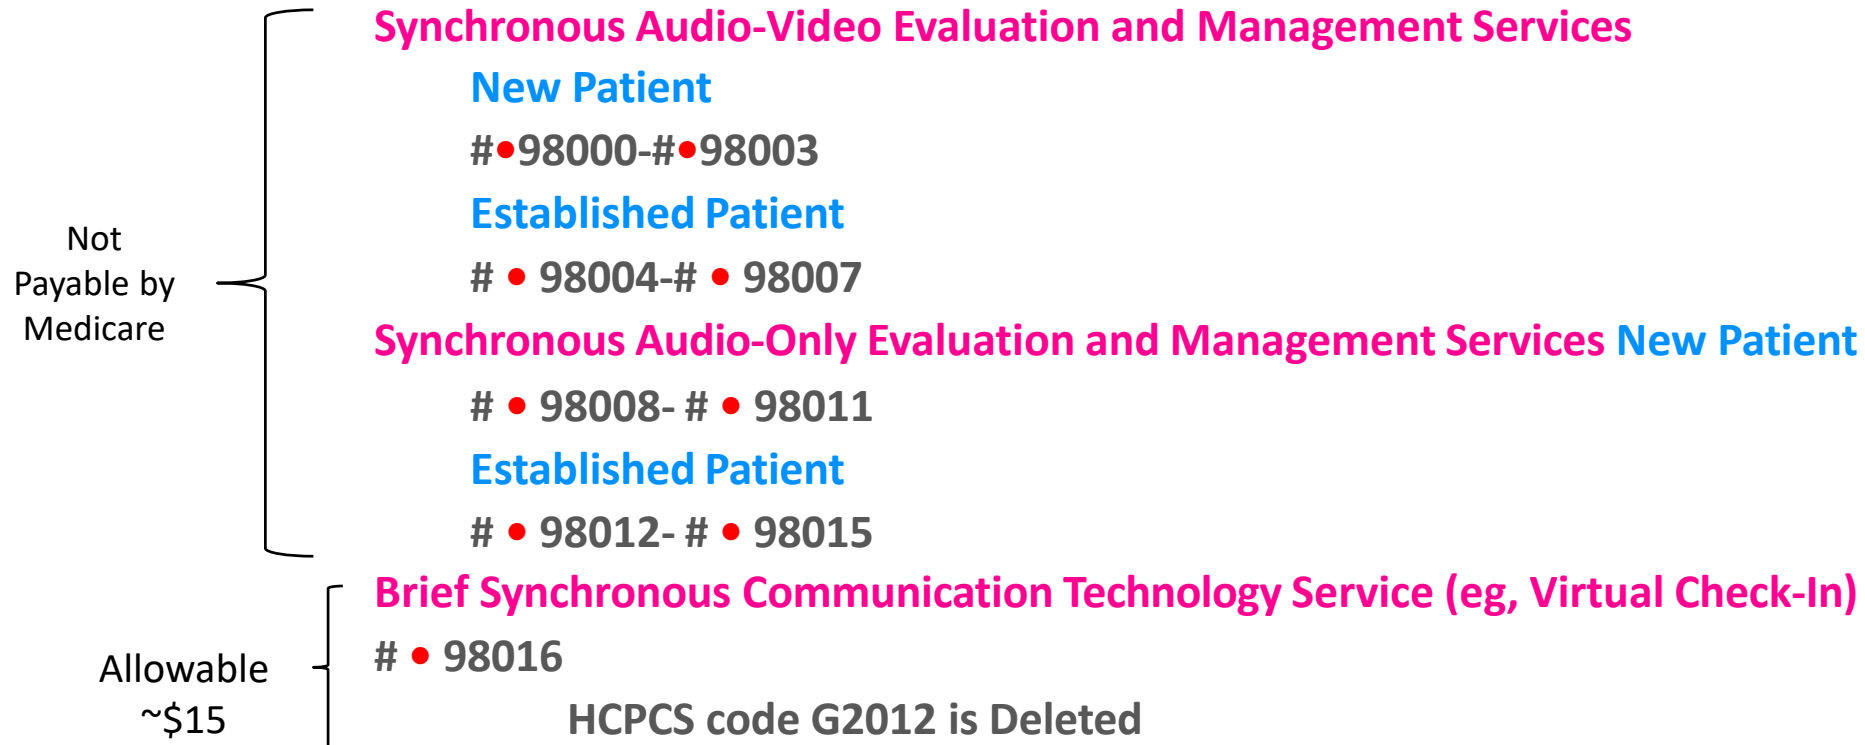 Synchronous Audio-Video Evaluation and Management Services
New Patient
#•98000-#•98003
Established Patient
# • 98004-# • 98007
Not
Payable by
Medicare
Synchronous Audio-Only Evaluation and Management Services New Patient
# • 98008- # • 98011
Established Patient
# • 98012- # • 98015
Brief Synchronous Communication Technology Service (eg, Virtual Check-In)
# • 98016
Allowable
~$15
HCPCS code G2012 is Deleted